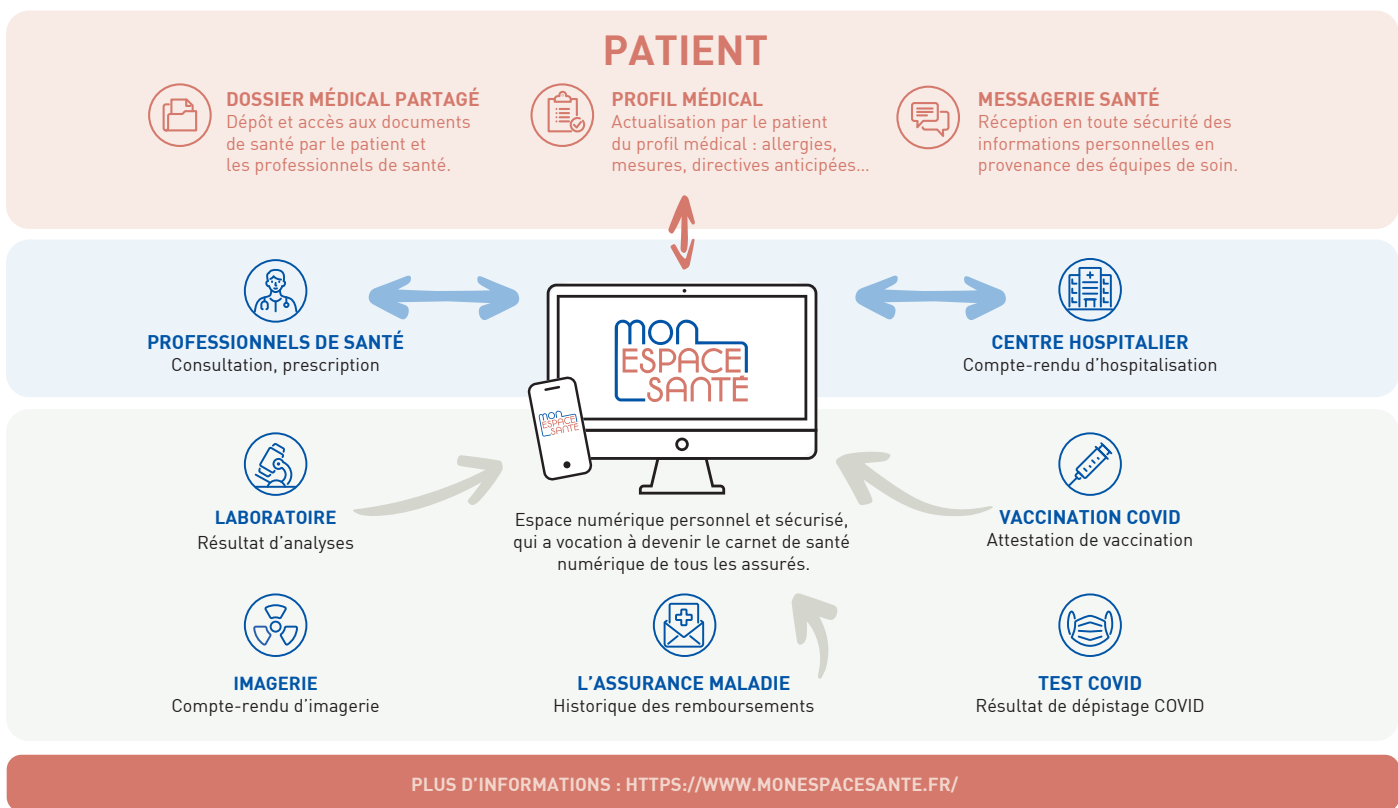 PATIENT
DOSSIER MÉDICAL PARTAGÉ
Dépôt et accès aux documents
de santé par le patient et
les professionnels de santé.
PROFIL MÉDICAL
Actualisation par le patient
du profil médical : allergies,
mesures, directives anticipées...
MESSAGERIE SANTÉ
Réception en toute sécurité des
informations personnelles en
provenance des équipes de soin.
PROFESSIONNELS DE SANTÉ
Consultation, prescription
mon
ESPACE
SANTÉ
mon
ESPACE
SANTÉ
CENTRE HOSPITALIER
Compte-rendu d'hospitalisation
LABORATOIRE
Résultat d'analyses
Espace numérique personnel et sécurisé,
qui a vocation à devenir le carnet de santé
numérique de tous les assurés.
VACCINATION COVID
Attestation de vaccination
IMAGERIE
Compte-rendu d'imagerie
L'ASSURANCE MALADIE
Historique des remboursements
TEST COVID
Résultat de dépistage COVID
PLUS D'INFORMATIONS : HTTPS://WWW.MONESPACESANTE.FR/